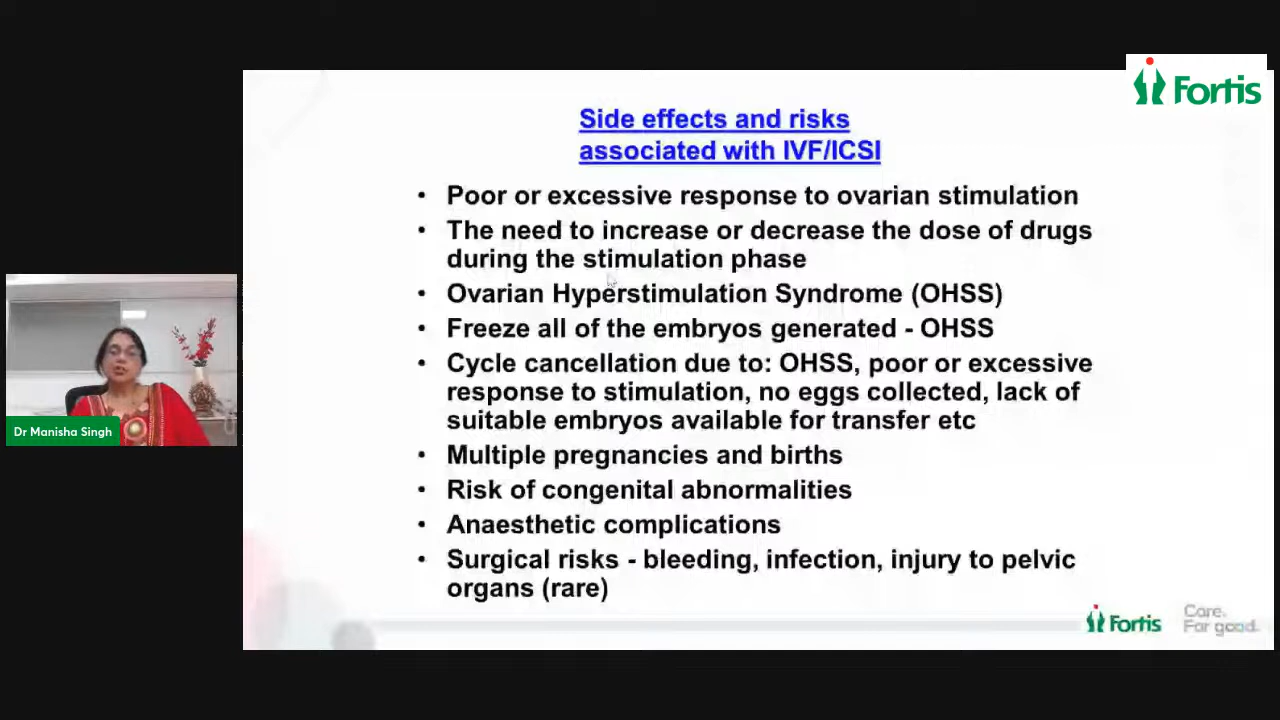 Fortis
Side effects and risks
associated with IVF/ICSI
• Poor or excessive response to ovarian stimulation
• The need to increase or decrease the dose of drugs
during the stimulation phase
• Ovarian Hyperstimulation Syndrome (OHSS)
• Freeze all of the embryos generated - OHSS
• Cycle cancellation due to: OHSS, poor or excessive
response to stimulation, no eggs collected, lack of
suitable embryos available for transfer etc
• Multiple pregnancies and births
• Risk of congenital abnormalities
• Anaesthetic complications
• Surgical risks - bleeding, infection, injury to pelvic
organs (rare)
Dr Manisha Singh
Fortis
Care.
For good.